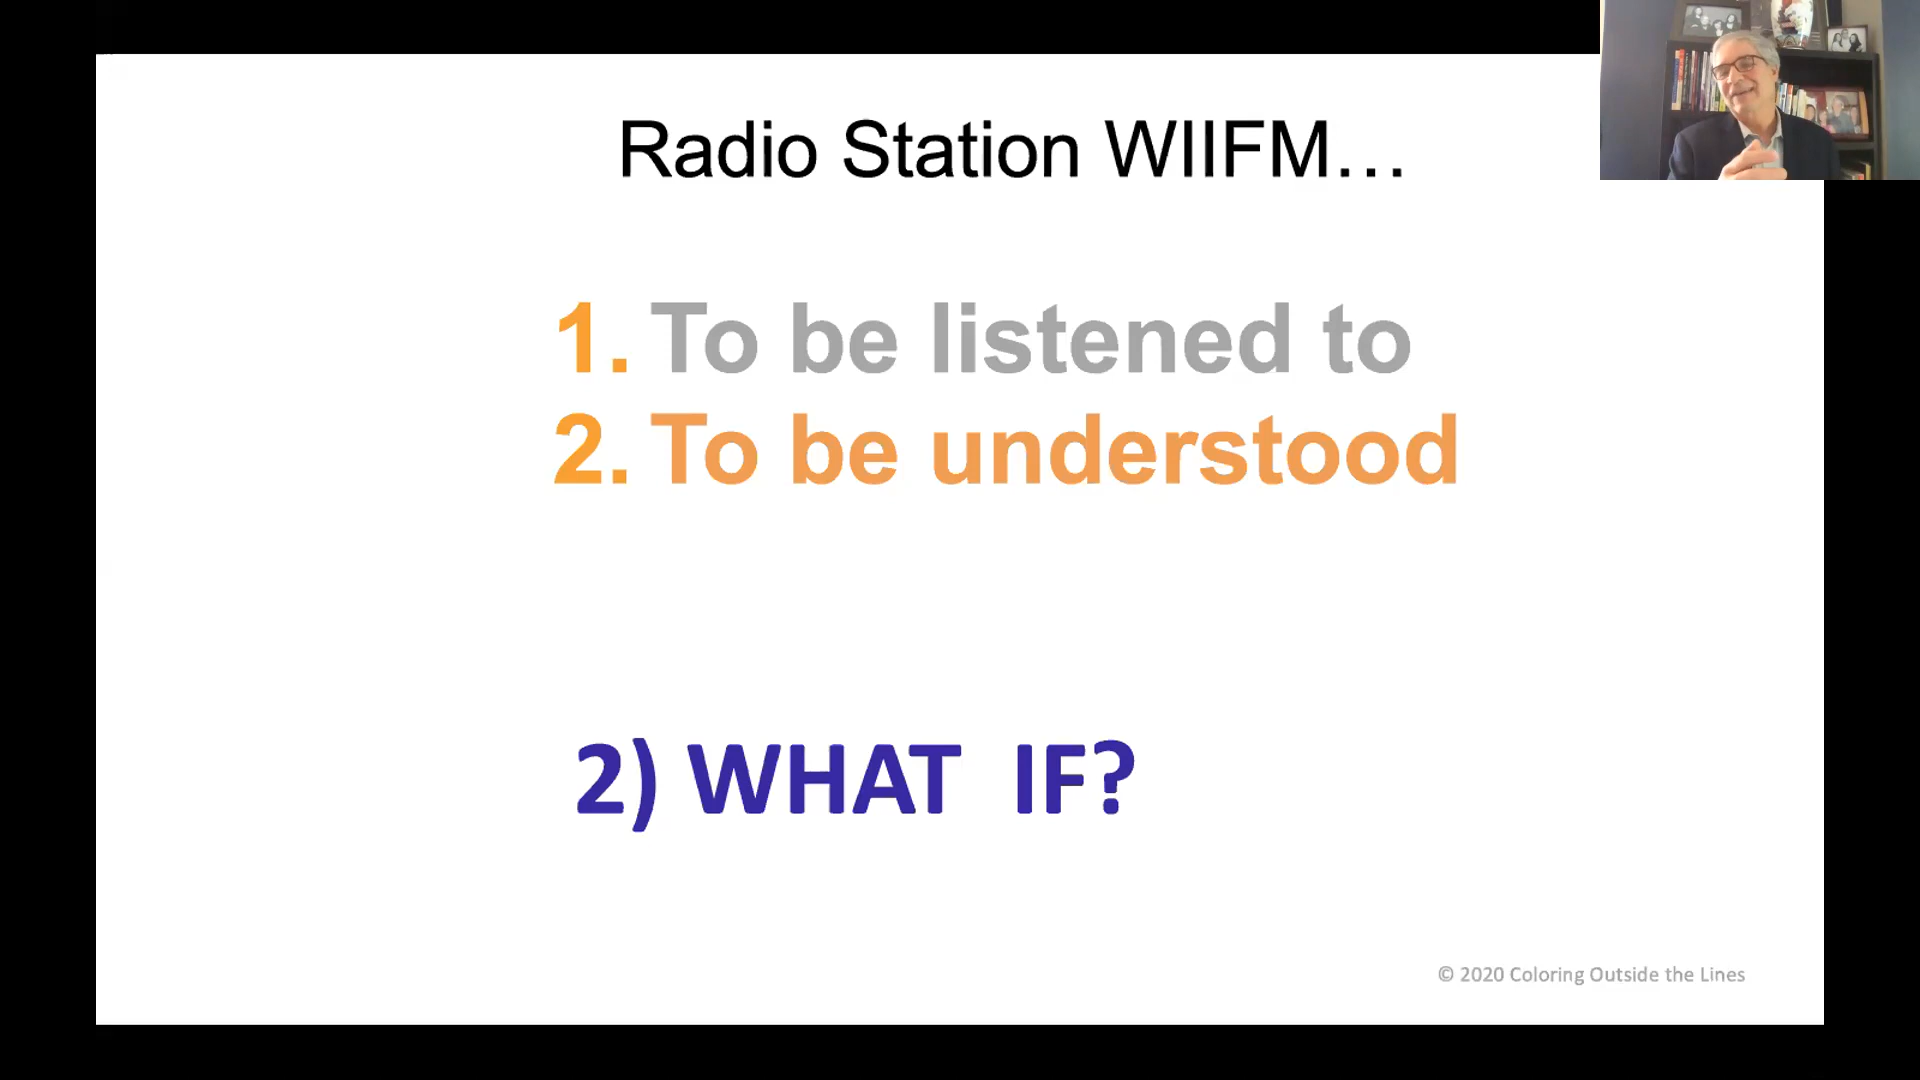 Radio Station WIIFM…
1. To be listened to
2. To be understood
2) WHAT IF?
© 2020 Coloring Outside the Lines